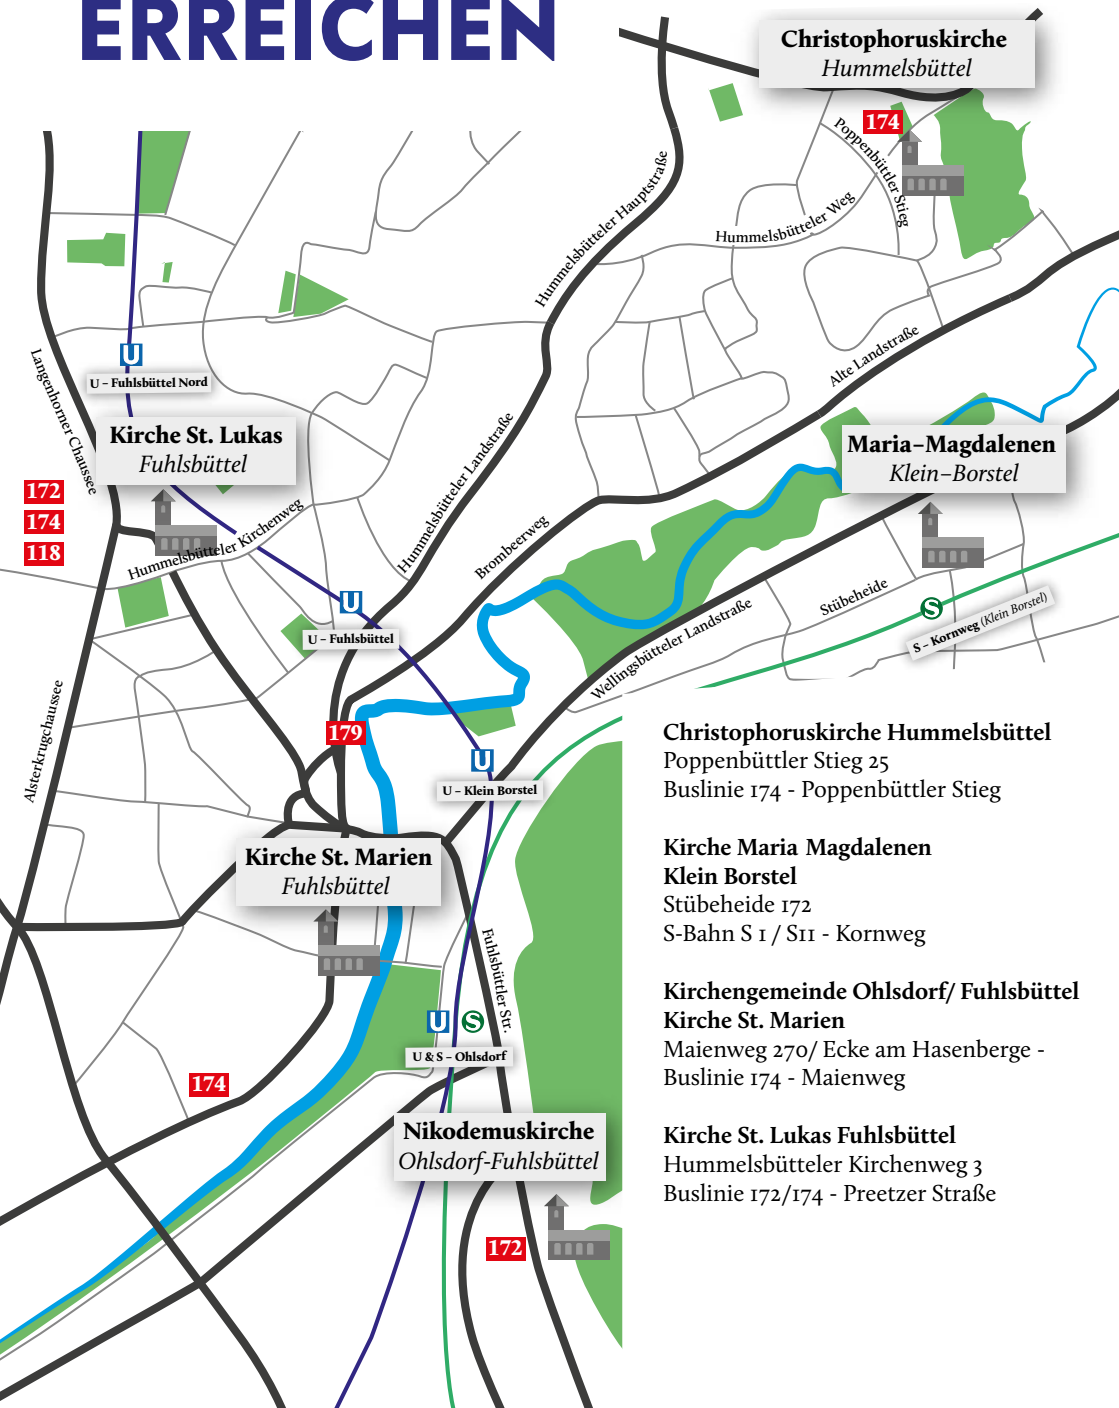 ERREICHEN
Christophoruskirche
Hummelsbüttel
174
Poppenbüttler Stieg
Hummelsbütteler Hauptstraße
Hummelsbütteler Weg
Langenhorner Chaussee
U
U – Fuhlsbüttel Nord
Alte Landstraße
Kirche St. Lukas
Fuhlsbüttel
Hummelsbütteler Landstraße
Maria–Magdalenen
Klein–Borstel
172
174
118
Hummelsbütteler Kirchenweg
Brombeerweg
U
U – Fuhlsbüttel
Stübeheide
S
S – Kornweg (Klein Borstel)
Wellingsbütteler Landstraße
Alsterkrugchaussee
179
U
U – Klein Borstel
Kirche St. Marien
Fuhlsbüttel
Fuhlsbüttler Str.
U S
U & S – Ohlsdorf
174
Nikodemuskirche
Ohlsdorf-Fuhlsbüttel
172
Christophoruskirche Hummelsbüttel
Poppenbüttler Stieg 25
Buslinie 174 - Poppenbüttler Stieg
Kirche Maria Magdalenen
Klein Borstel
Stübeheide 172
S-Bahn S 1 / S11 - Kornweg
Kirchengemeinde Ohlsdorf/ Fuhlsbüttel
Kirche St. Marien
Maienweg 270/ Ecke am Hasenberge -
Buslinie 174 - Maienweg
Kirche St. Lukas Fuhlsbüttel
Hummelsbütteler Kirchenweg 3
Buslinie 172/174 - Preetzer Straße